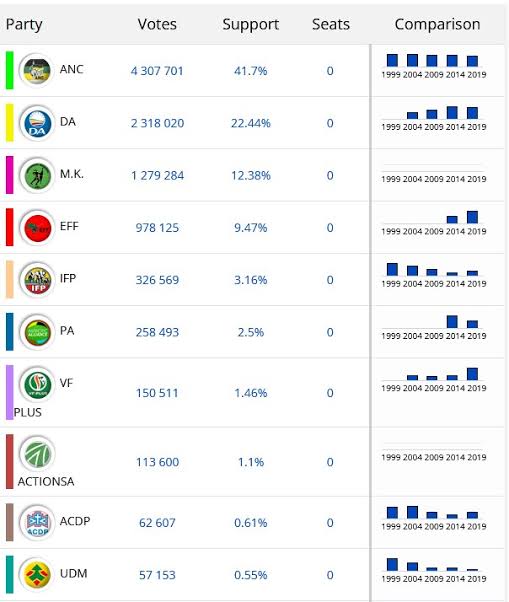 Party Votes Support Seats Comparison
ANC 4 307 701 41.7% 0
1999 2004 2009 2014 2019
DA DA 2 318 020 22.44% 0
1999 2004 2009 2014 2019
M.K. 1 279 284 12.38% 0
1999 2004 2009 2014 2019
EFF 978 125 9.47% 0
1999 2004 2009 2014 2019
IFP IFP 326 569 3.16% 0
1999 2004 2009 2014 2019
PA 258 493 2.5% 0
ALLIANCE
1999 2004 2009 2014 2019
VF PLUS VF
PLUS 150 511 1.46% 0
1999 2004 2009 2014 2019
ACTIONSA 113 600 1.1% 0
1999 2004 2009 2014 2019
ACDP ACDP 62 607 0.61% 0
1999 2004 2009 2014 2019
UDM 57 153 0.55% 0
1999 2004 2009 2014 2019